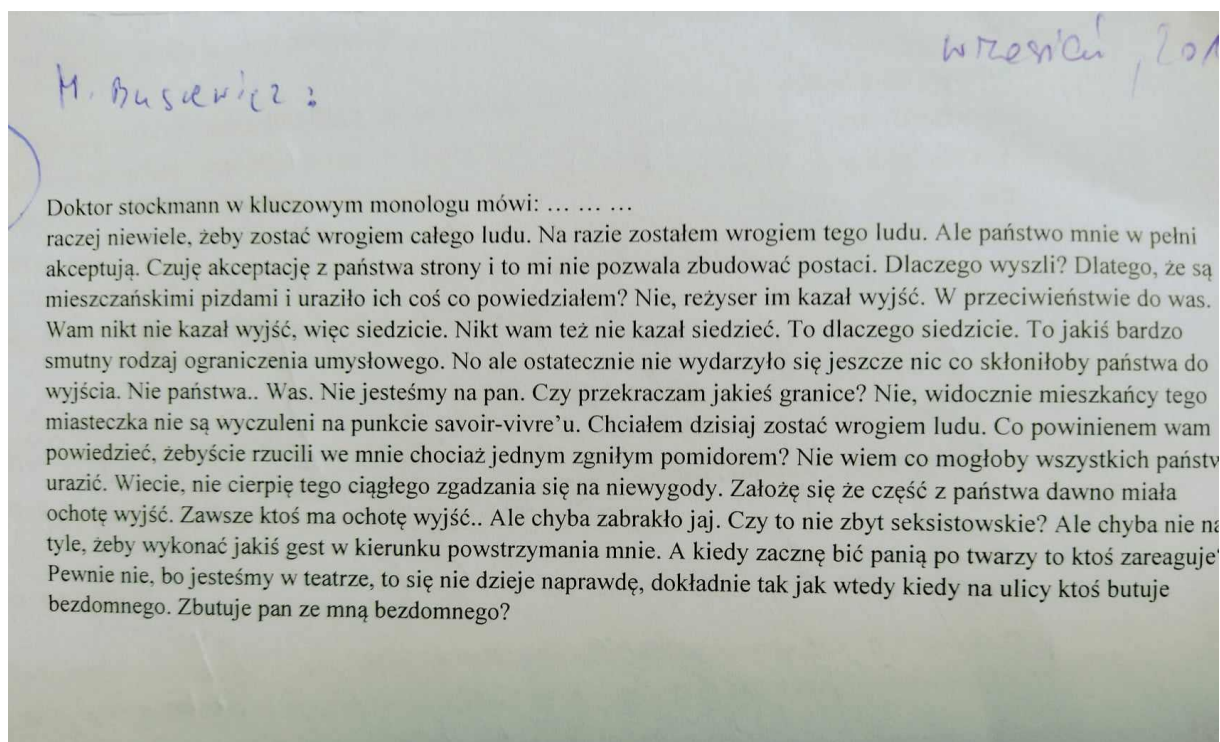 wrzesień, 201
M. Buszewicz:
Doktor stockmann w kluczowym monologu mówi: ... ... ...
raczej niewiele, żeby zostać wrogiem całego ludu. Na razie zostałem wrogiem tego ludu. Ale państwo mnie w pełni
akceptują. Czuję akceptację z państwa strony i to mi nie pozwala zbudować postaci. Dlaczego wyszli? Dlatego, że są
mieszczańskimi pizdami i uraziło ich coś co powiedziałem? Nie, reżyser im kazał wyjść. W przeciwieństwie do was.
Wam nikt nie kazał wyjść, więc siedzicie. Nikt wam też nie kazał siedzieć. To dlaczego siedzicie. To jakiś bardzo
smutny rodzaj ograniczenia umysłowego. No ale ostatecznie nie wydarzyło się jeszcze nic co skłoniłoby państwa do
wyjścia. Nie państwa.. Was. Nie jesteśmy na pan. Czy przekraczam jakieś granice? Nie, widocznie mieszkańcy tego
miasteczka nie są wyczuleni na punkcie savoir-vivre'u. Chciałem dzisiaj zostać wrogiem ludu. Co powinienem wam
powiedzieć, żebyście rzucili we mnie chociaż jednym zgniłym pomidorem? Nie wiem co mogłoby wszystkich państw
urazić. Wiecie, nie cierpię tego ciągłego zgadzania się na niewygody. Założę się że część z państwa dawno miała
ochotę wyjść. Zawsze ktoś ma ochotę wyjść.. Ale chyba zabrakło jaj. Czy to nie zbyt seksistowskie? Ale chyba nie na
tyle, żeby wykonać jakiś gest w kierunku powstrzymania mnie. A kiedy zacznę bić panią po twarzy to ktoś zareaguje?
Pewnie nie, bo jesteśmy w teatrze, to się nie dzieje naprawdę, dokładnie tak jak wtedy kiedy na ulicy ktoś butuje
bezdomnego. Zbutuje pan ze mną bezdomnego?